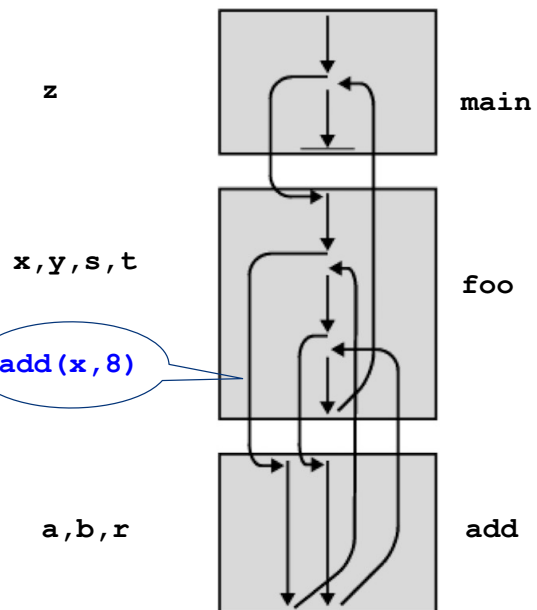 z
main
x,y,s,t
foo
add(x,8)
a,b,r
add